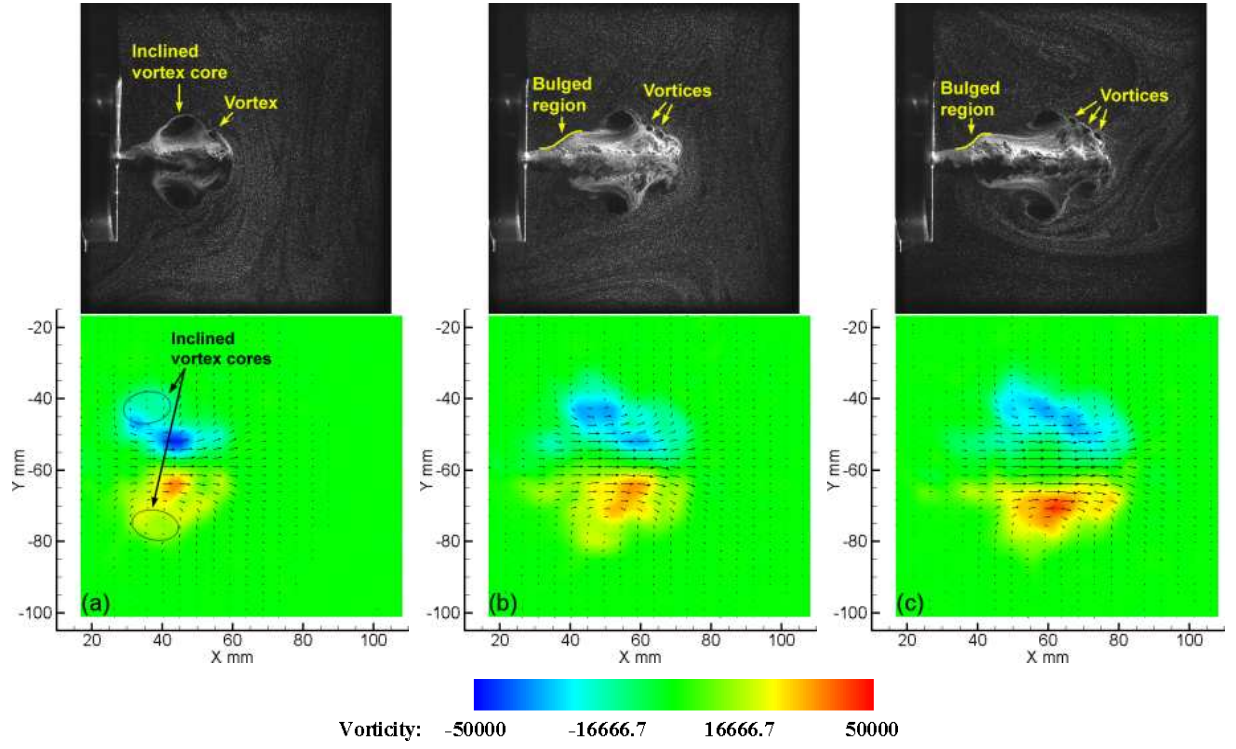 Inclined
vortex core
Vortex
Bulged
region
Vortices
Bulged
region
Vortices
Inclined
vortex cores
-20
-40
-60
-80
-100
Y mm
(a)
20 40 60 80 100
X mm
-20
-40
-60
-80
-100
Y mm
(b)
20 40 60 80 100
X mm
-20
-40
-60
-80
-100
Y mm
(c)
20 40 60 80 100
X mm
Vorticity: -50000 -16666.7 16666.7 50000